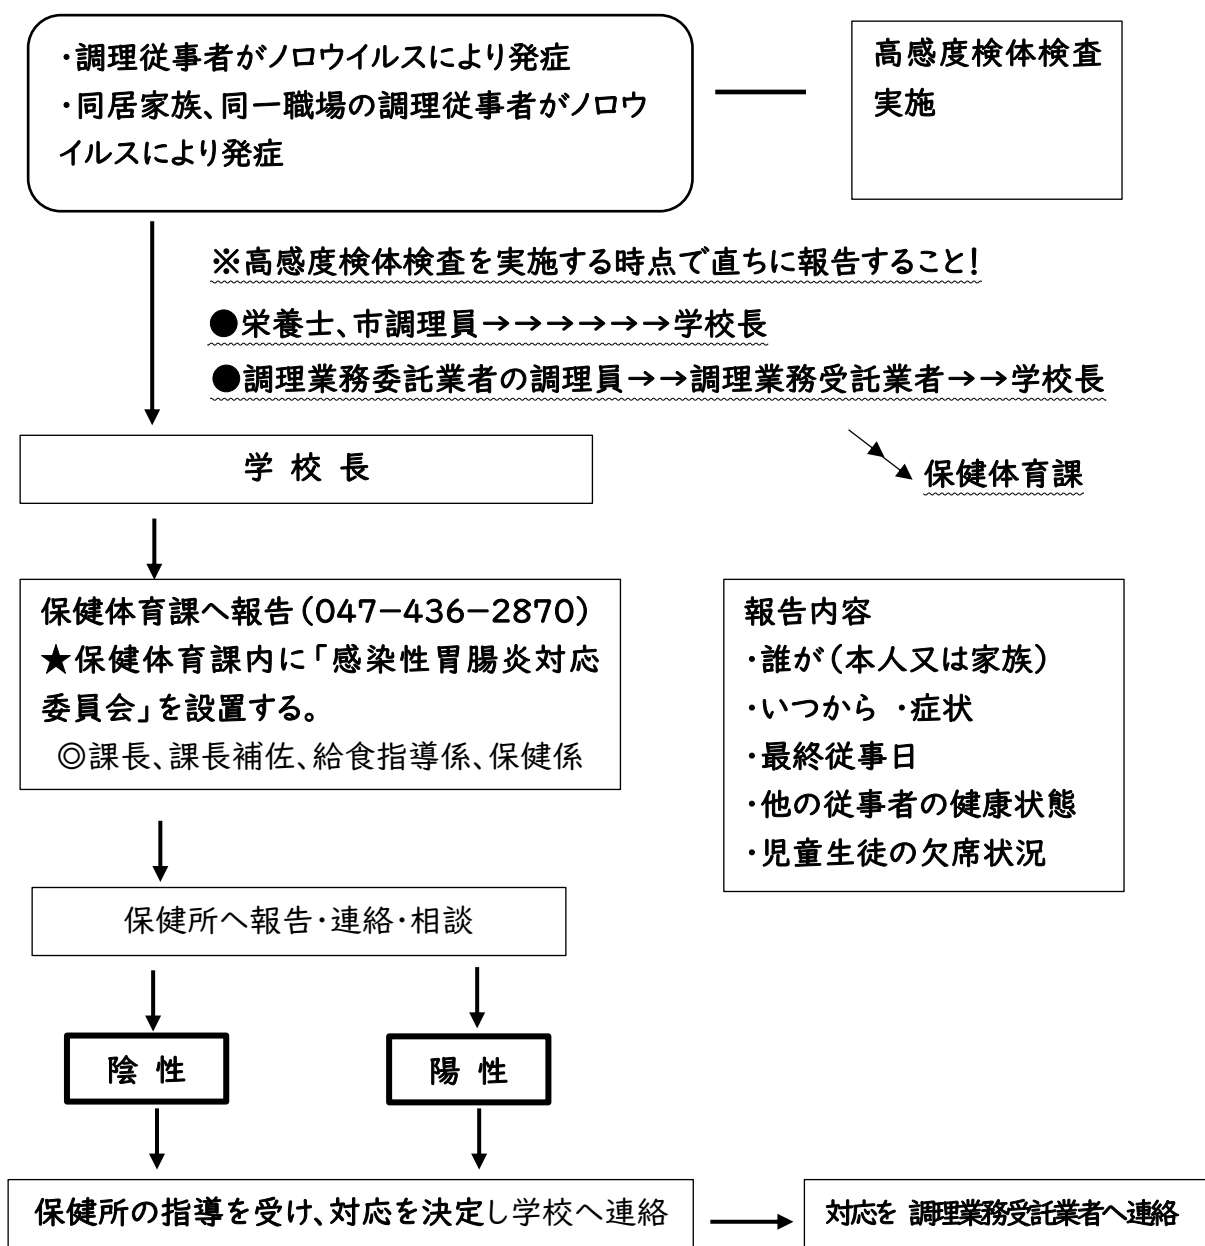 ・調理従事者がノロウイルスにより発症
・同居家族、同一職場の調理従事者がノロウ
イルスにより発症
高感度検体検査
実施
※高感度検体検査を実施する時点で直ちに報告すること!
●栄養士、市調理員→→→→→→学校長
●調理業務委託業者の調理員→→調理業務受託業者→→学校長
保健体育課
学 校 長
保健体育課へ報告(047−436−2870)
★保健体育課内に「感染性胃腸炎対応
委員会」を設置する。
◎課長、課長補佐、給食指導係、保健係
報告内容
・誰が(本人又は家族)
・いつから ・症状
・最終従事日
・他の従事者の健康状態
・児童生徒の欠席状況
保健所へ報告・連絡・相談
陰 性
陽 性
保健所の指導を受け、対応を決定し学校へ連絡
対応を 調理業務受託業者へ連絡